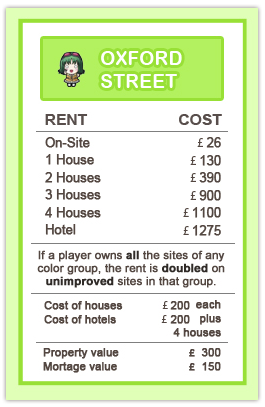 OXFORD
STREET
RENT COST
On-Site £ 26
1 House £ 130
2 Houses £ 390
3 Houses £ 900
4 Houses £ 1100
Hotel £ 1275
If a player owns all the sites of any
color group, the rent is doubled on
unimproved sites in that group.
Cost of houses £ 200 each
Cost of hotels £ 200 plus
4 houses
Property value £ 300
Mortage value £ 150